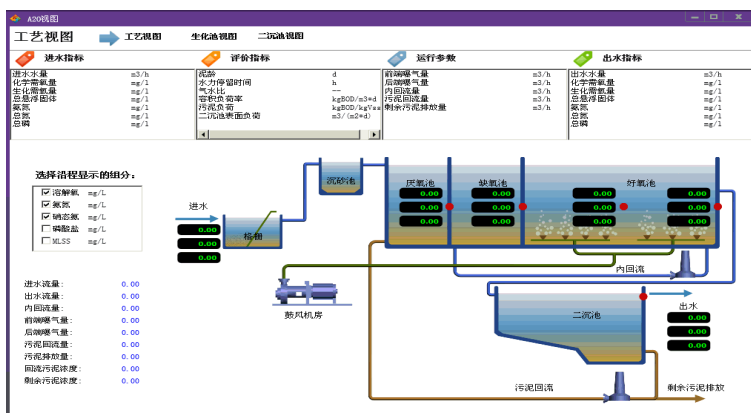 A2O视图
工艺视图 工艺视图 生化池视图 二沉池视图
进水指标 评价指标 运行参数 出水指标
进水水量 m3/h
化学需氧量 mg/l
生化需氧量 mg/l
总悬浮固体 mg/l
氨氮 mg/l
总氮 mg/l
总磷 mg/l
泥龄 d
水力停留时间 h
气水比 --
容积负荷率 kgBOD/m3*d
污泥负荷 kgBOD/kgVss
二沉池表面负荷 m3/(m2*d)
前端曝气量 m3/h
后端曝气量 m3/h
内回流量 m3/h
污泥回流量 m3/h
剩余污泥排放量 m3/h
出水水量 m3/h
化学需氧量 mg/l
生化需氧量 mg/l
总悬浮固体 mg/l
氨氮 mg/l
总氮 mg/l
总磷 mg/l
选择沿程显示的组分:
溶解氧 mg/L
氨氮 mg/L
硝态氮 mg/L
磷酸盐 mg/L
MLSS mg/L
进水
0.00
0.00
0.00
格栅
沉砂池
厌氧池
0.00
0.00
0.00
缺氧池
0.00
0.00
0.00
好氧池
0.00 0.00
0.00 0.00
0.00 0.00
内回流
鼓风机房
二沉池
出水
0.00
0.00
0.00
污泥回流
剩余污泥排放
进水流量: 0.00
出水流量: 0.00
内回流量: 0.00
前端曝气量: 0.00
后端曝气量: 0.00
污泥回流量: 0.00
污泥排放量: 0.00
回流污泥浓度: 0.00
剩余污泥浓度: 0.00